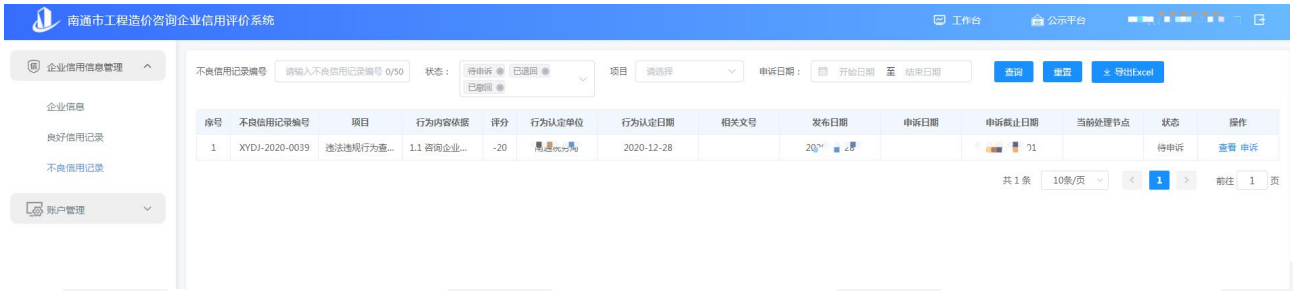 南通市工程造价咨询企业信用评价系统 工作台 公示平台
企业信用信息管理
企业信息
良好信用记录
不良信用记录
账户管理
不良信用记录编号 请输入不良信用记录编号 0/50 状态： 待申诉 已退回 已撤回 项目 请选择 申诉日期： 开始日期 至 结束日期 查询 重置 导出Excel
序号 不良信用记录编号 项目 行为内容依据 评分 行为认定单位 行为认定日期 相关文号 发布日期 申诉日期 申诉截止日期 当前处理节点 状态 操作
1 XYDJ-2020-0039 违法违规行为查... 1.1 咨询企业... -20 2020-12-28 待申诉 查看 申诉
共 1 条 10条/页 < 1 > 前往 1 页